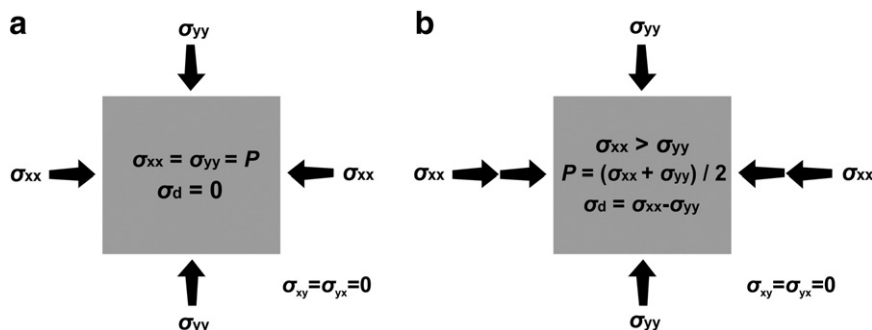 a
σyy
σxx
σxx = σyy = P
σd = 0
σxx
σyy
σxy=σyx=0
b
σyy
σxx
σxx > σyy
P = (σxx + σyy) / 2
σd = σxx-σyy
σxx
σyy
σxy=σyx=0